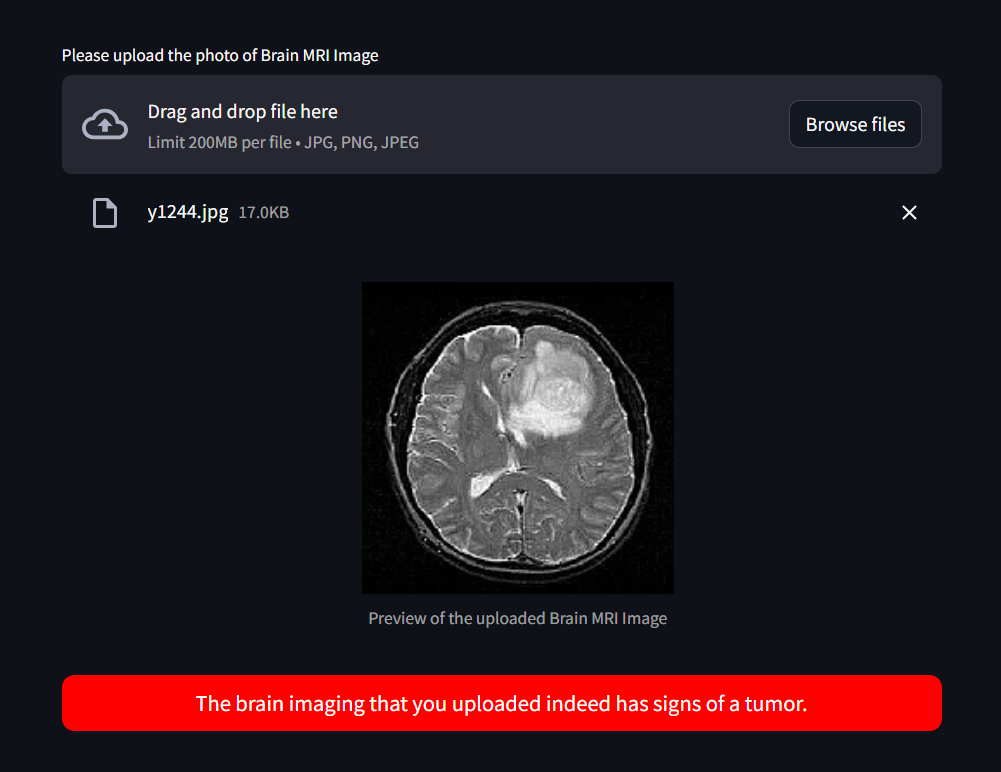 Please upload the photo of Brain MRI Image
Drag and drop file here
Limit 200MB per file • JPG, PNG, JPEG
Browse files
y1244.jpg 17.0KB
Preview of the uploaded Brain MRI Image
The brain imaging that you uploaded indeed has signs of a tumor.